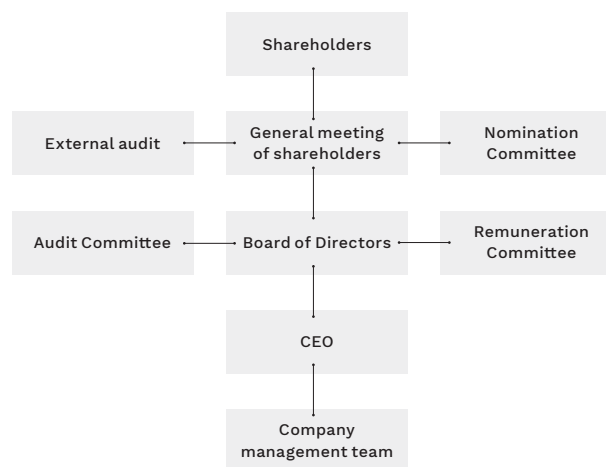 Shareholders
External audit
General meeting
of shareholders
Nomination
Committee
Audit Committee
Board of Directors
Remuneration
Committee
CEO
Company
management team